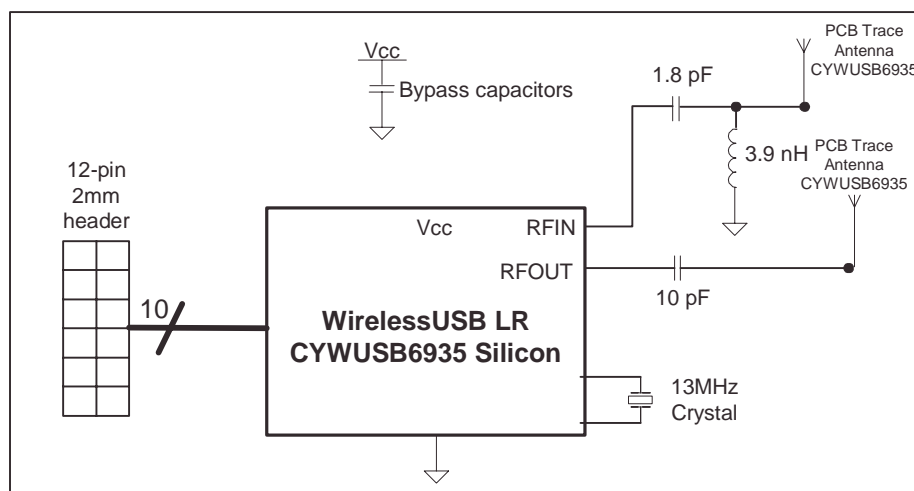 Vcc
Bypass capacitors
1.8 pF
PCB Trace
Antenna
CYWUSB6935
3.9 nH
PCB Trace
Antenna
CYWUSB6935
12-pin
2mm
header
10
Vcc
RFIN
RFOUT
10 pF
WirelessUSB LR
CYWUSB6935 Silicon
13MHz
Crystal